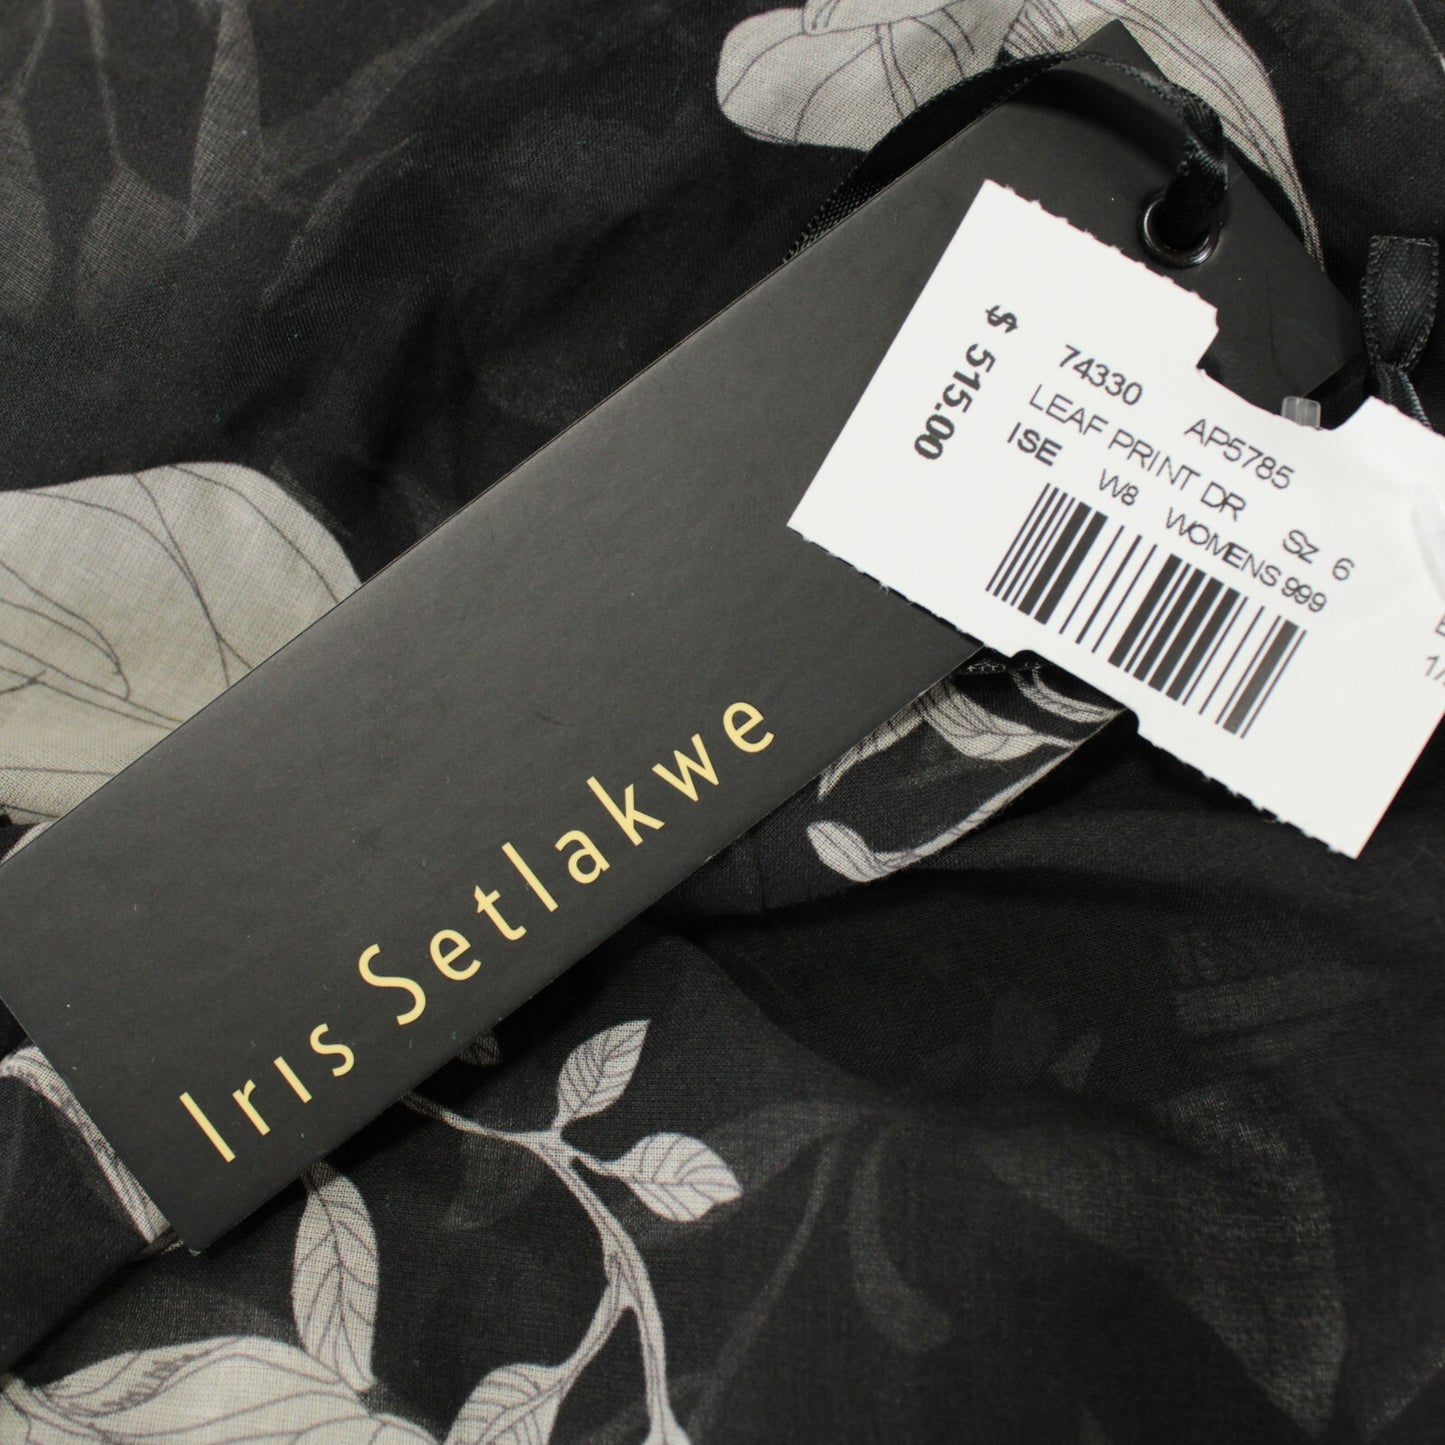 Iris Setlakwe
$ 515.00
74330 AP5785
LEAF PRINT DR Sz 6
ISE W8 WOMENS 999